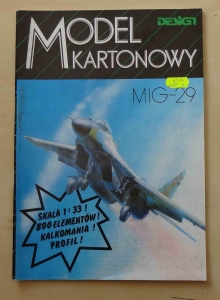 DESIGN
MODEL
KARTONOWY
MIG-29
SKALA 1:33!
800 ELEMENTÓW!
KALKOMANIA!
PROFIL!